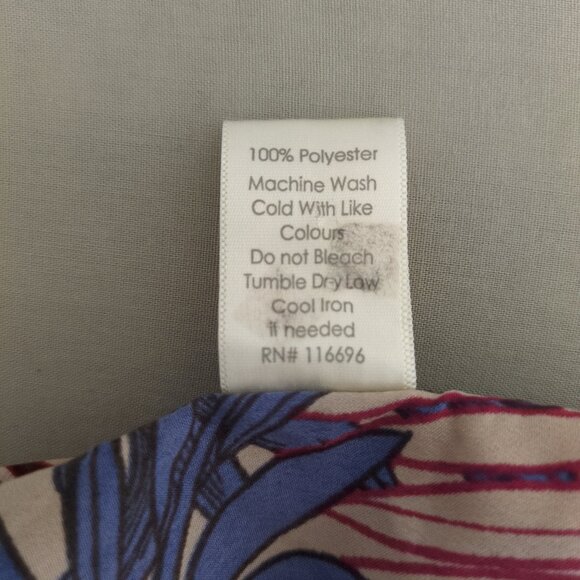 100% Polyester
Machine Wash
Cold With Like
Colours
Do not Bleach
Tumble Dry Low
Cool Iron
if needed
RN# 116696